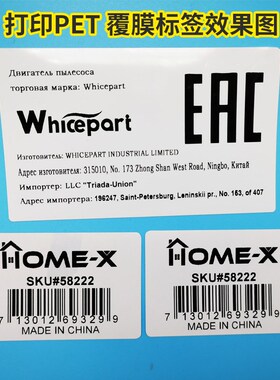 打印PET 覆膜标签效果图
Двигатель пылесоса
торговая марка: Whicepart
EAC
Whicepart
Изготовитель: WHICEPART INDUSTRIAL LIMITED
Адрес изготовителя: 315010, No. 173 Zhong Shan West Road, Ningbo, Китай
Импортер: LLC "Triada-Union"
Адрес импортера: 196247, Saint-Petersburg, Leninskii pr., No. 153, of 407
HOME-X
SKU#58222
7 13012 69329 9
MADE IN CHINA
HOME-X
SKU#58222
7 13012 69329 9
MADE IN CHINA